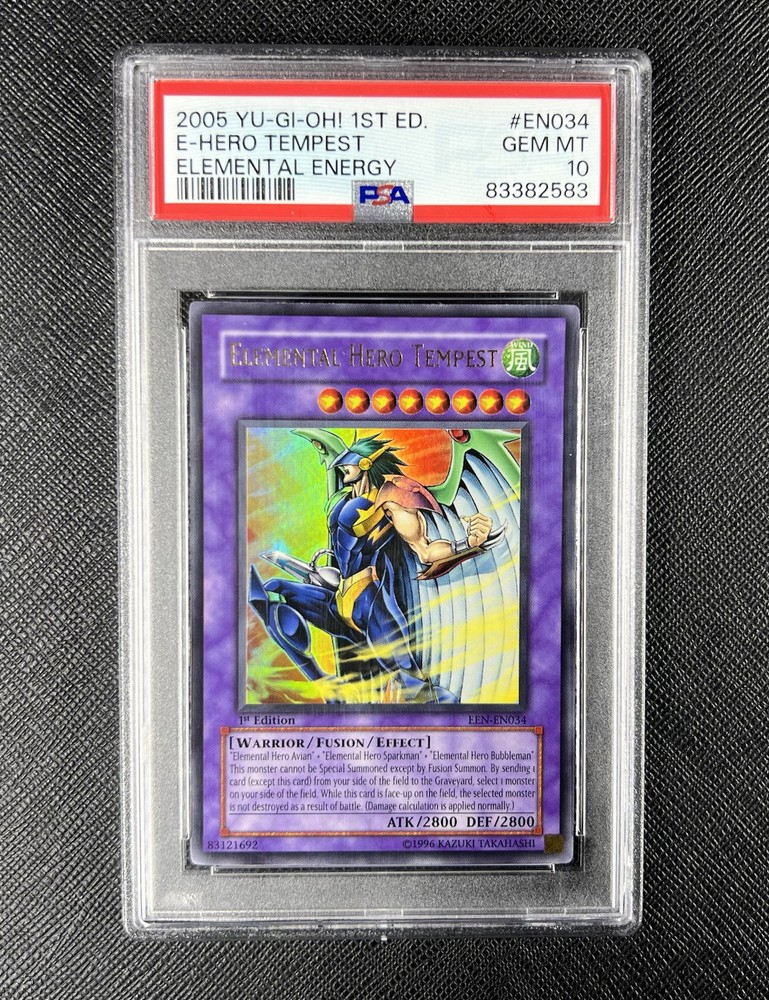 2005 YU-GI-OH! 1ST ED. #EN034
E-HERO TEMPEST GEM MT
ELEMENTAL ENERGY 10
PSA 83382583
ELEMENTAL HERO TEMPEST
WIND
風
1st Edition EEN-EN034
[WARRIOR/FUSION/EFFECT]
"Elemental Hero Avian" + "Elemental Hero Sparkman" + "Elemental Hero Bubbleman"
This monster cannot be Special Summoned except by Fusion Summon. By sending 1
card (except this card) from your side of the field to the Graveyard, select 1 monster
on your side of the field. While this card is face-up on the field, the selected monster
is not destroyed as a result of battle. (Damage calculation is applied normally.)
ATK/2800 DEF/2800
83121692 ©1996 KAZUKI TAKAHASHI